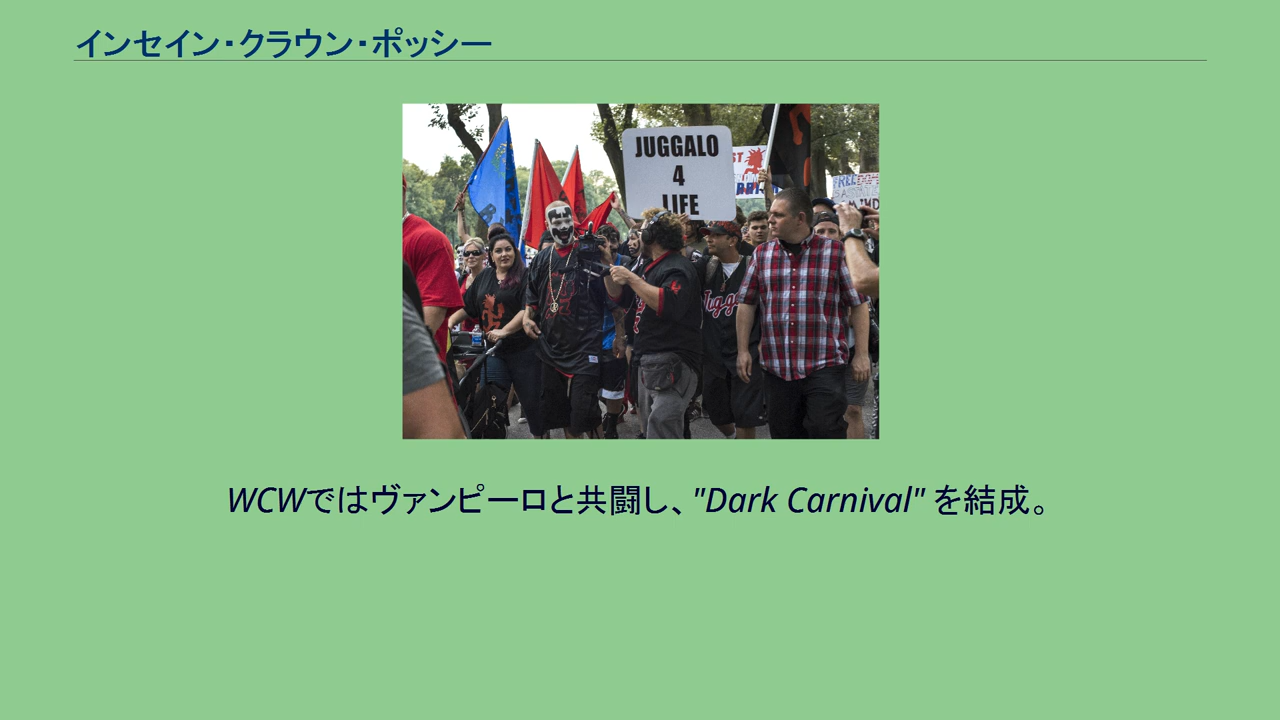 インセイン・クラウン・ポッシー
JUGGALO
4
LIFE
WCWではヴァンピーロと共闘し、"Dark Carnival" を結成。